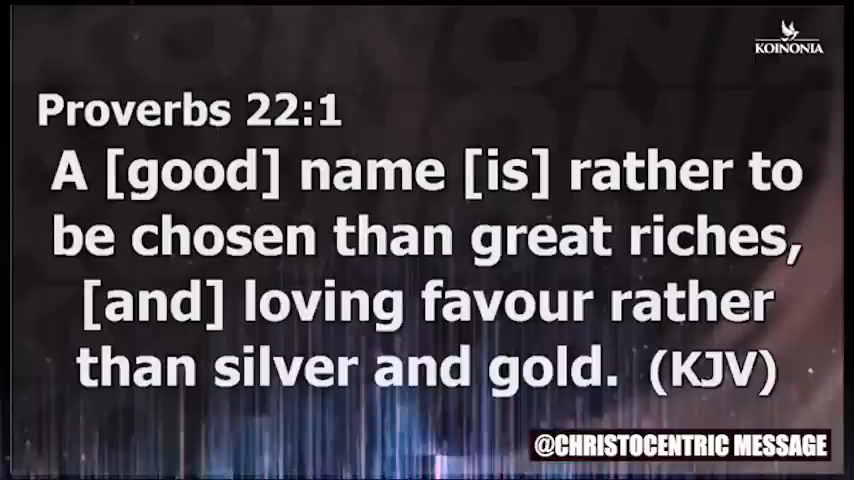 KOINONIA
Proverbs 22:1
A [good] name [is] rather to
be chosen than great riches,
[and] loving favour rather
than silver and gold. (KJV)
@CHRISTOCENTRIC MESSAGE